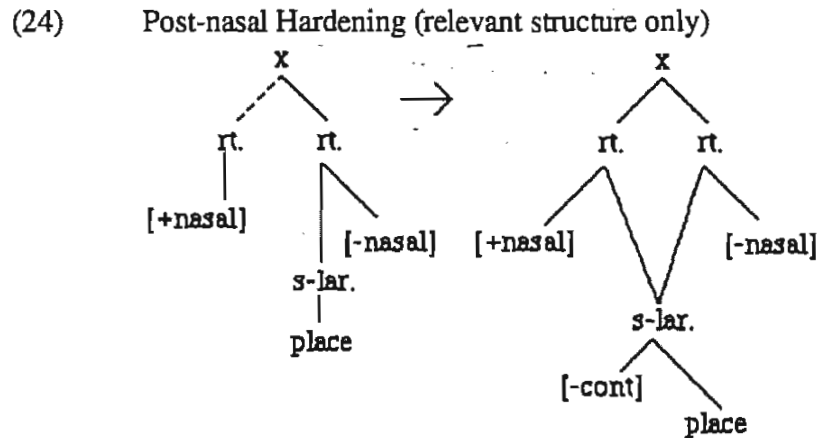 (24) Post-nasal Hardening (relevant structure only)
x x
rt. rt. rt. rt.
[+nasal] [-nasal] [+nasal] [-nasal]
s-lar. s-lar.
place [-cont]
place